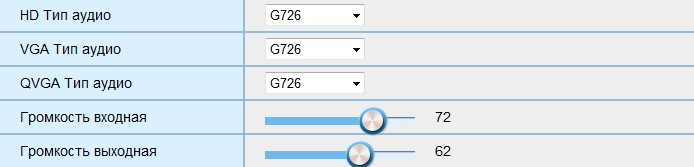 HD Тип аудио G726
VGA Тип аудио G726
QVGA Тип аудио G726
Громкость входная 72
Громкость выходная 62